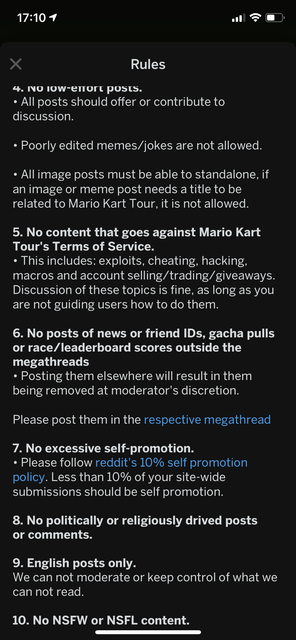 17:10
Rules
4. No low-effort posts.
• All posts should offer or contribute to
discussion.
• Poorly edited memes/jokes are not allowed.
• All image posts must be able to standalone, if
an image or meme post needs a title to be
related to Mario Kart Tour, it is not allowed.
5. No content that goes against Mario Kart
Tour's Terms of Service.
• This includes: exploits, cheating, hacking,
macros and account selling/trading/giveaways.
Discussion of these topics is fine, as long as you
are not guiding users how to do them.
6. No posts of news or friend IDs, gacha pulls
or race/leaderboard scores outside the
megathreads
• Posting them elsewhere will result in them
being removed at moderator's discretion.
Please post them in the respective megathread
7. No excessive self-promotion.
• Please follow reddit's 10% self promotion
policy. Less than 10% of your site-wide
submissions should be self promotion.
8. No politically or religiously drived posts
or comments.
9. English posts only.
We can not moderate or keep control of what we
can not read.
10. No NSFW or NSFL content.